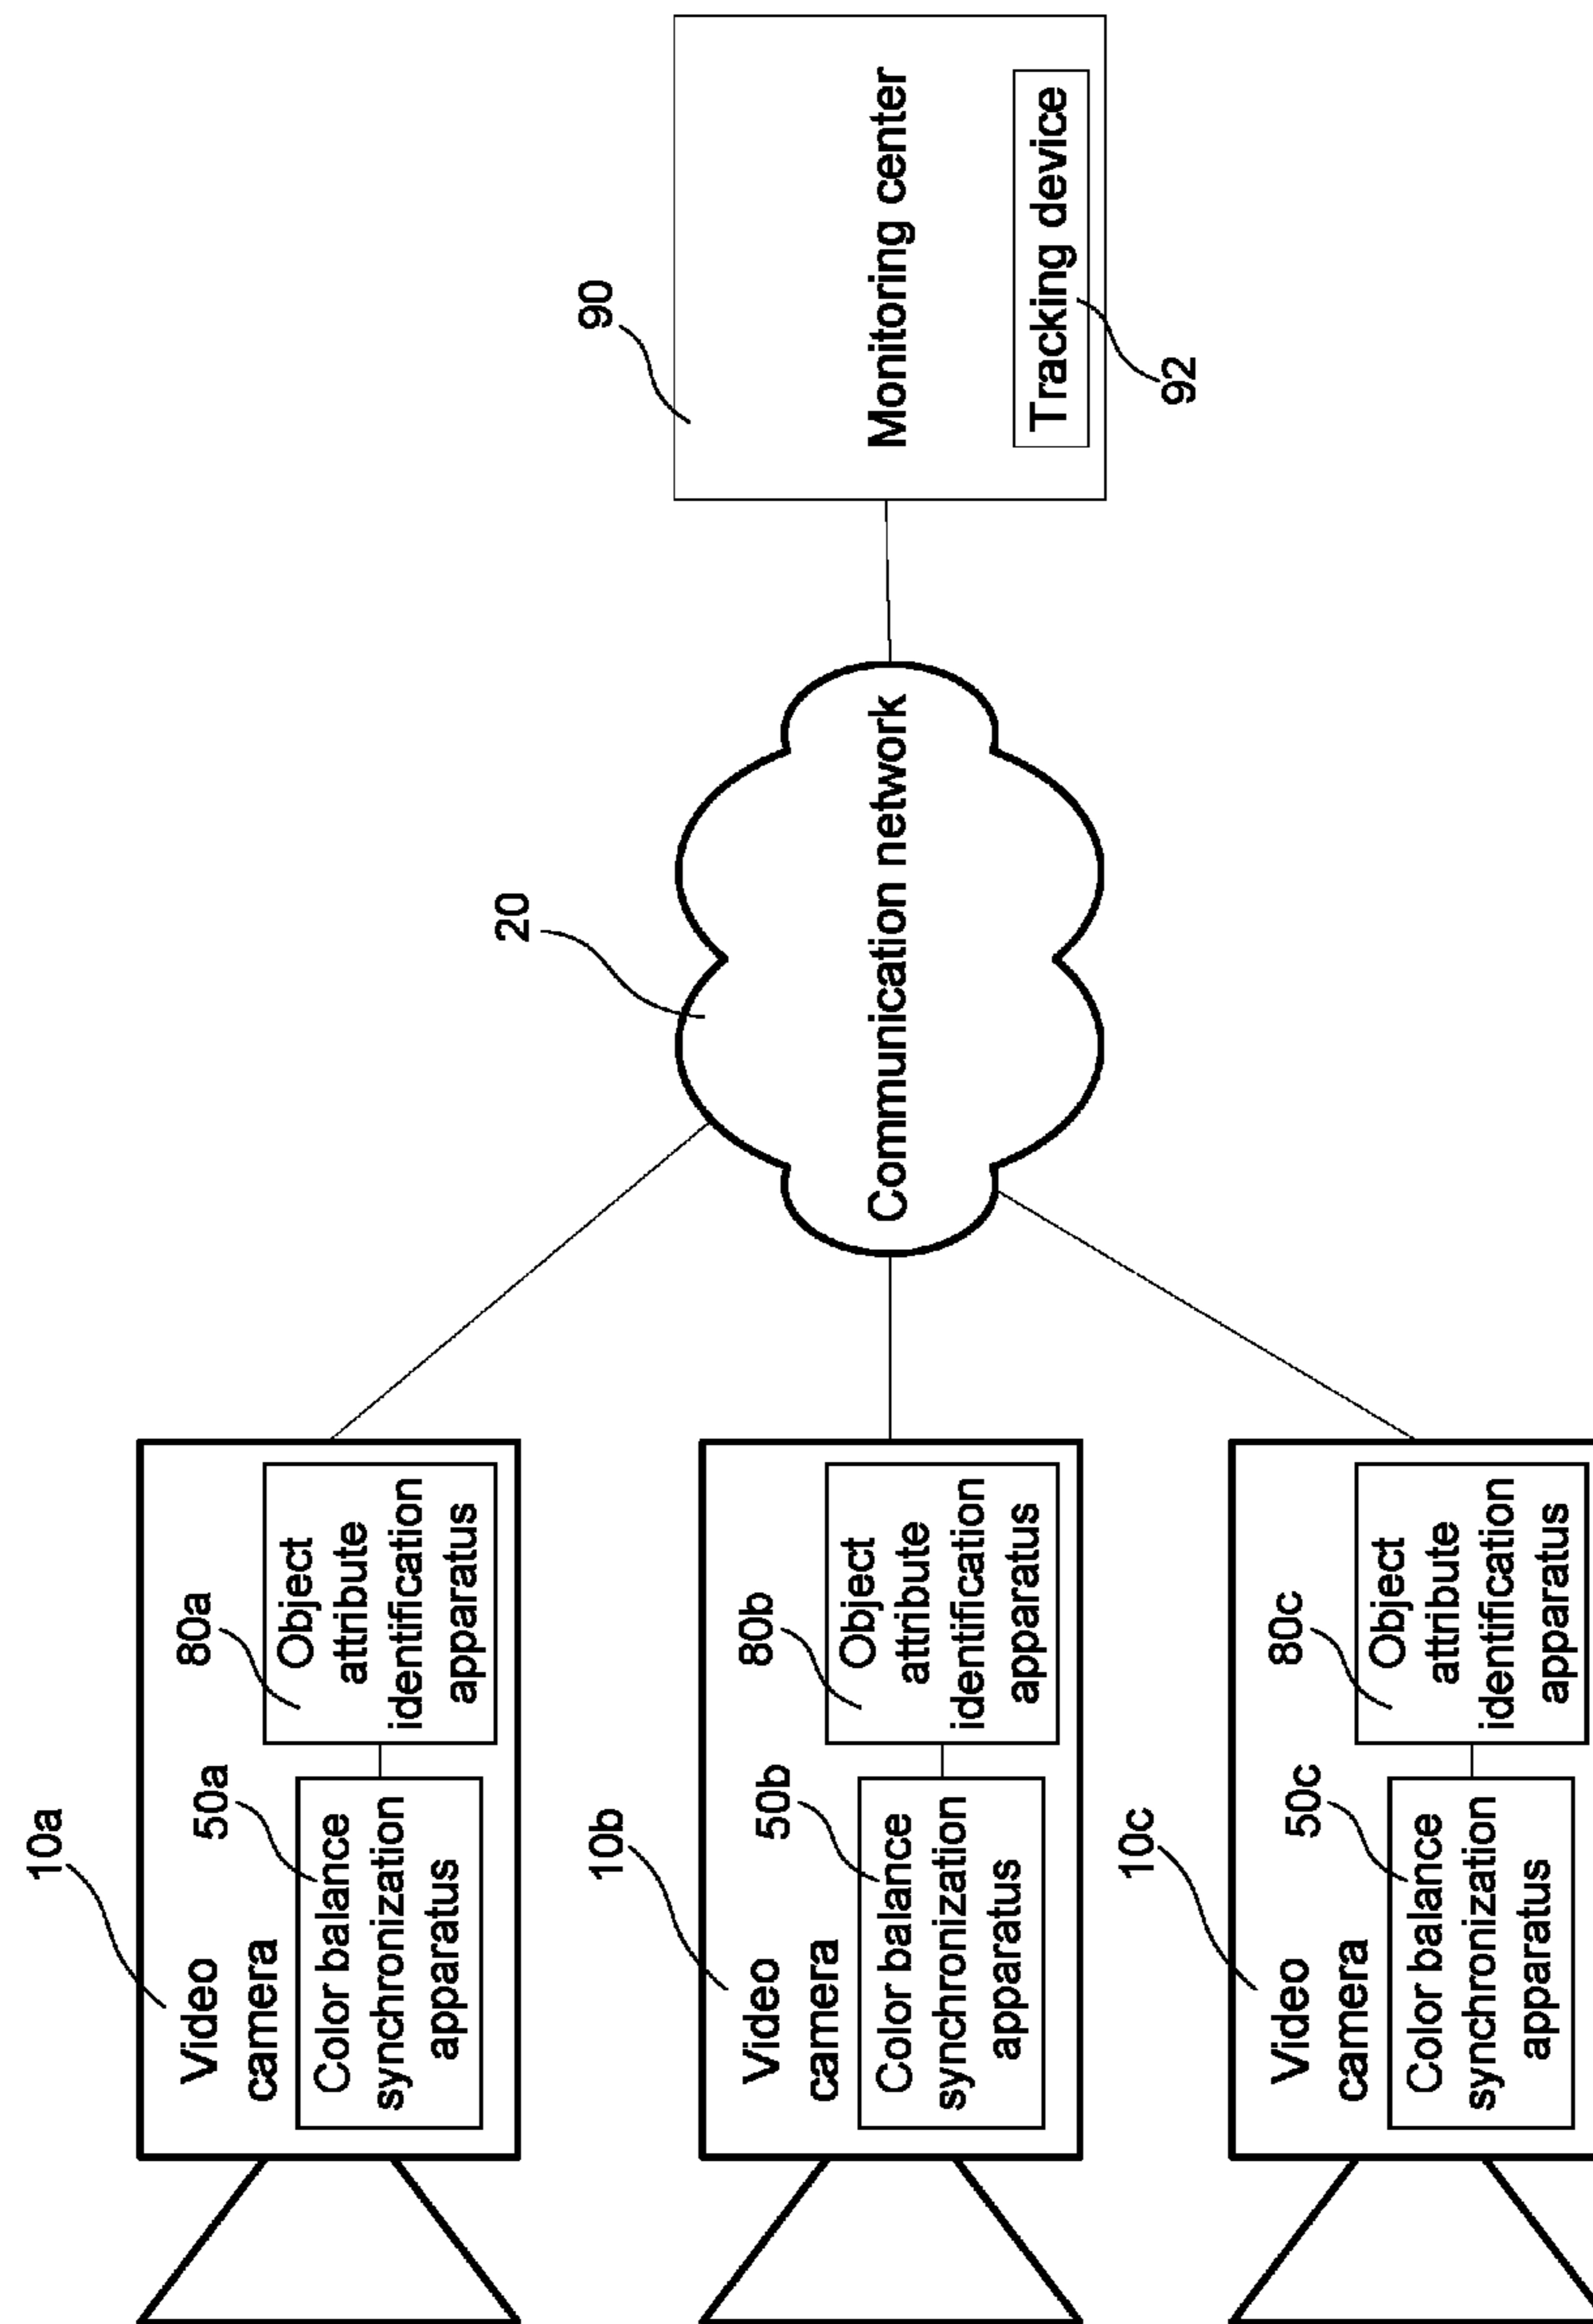 10a
Video
camera
50a
80a
Color balance
synchronization
apparatus
Object
attribute
identification
apparatus
10b
Video
camera
50b
80b
Color balance
synchronization
apparatus
Object
attribute
identification
apparatus
10c
Video
camera
50c
80c
Color balance
synchronization
apparatus
Object
attribute
identification
apparatus
20
Communication network
90
Monitoring center
Tracking device
92